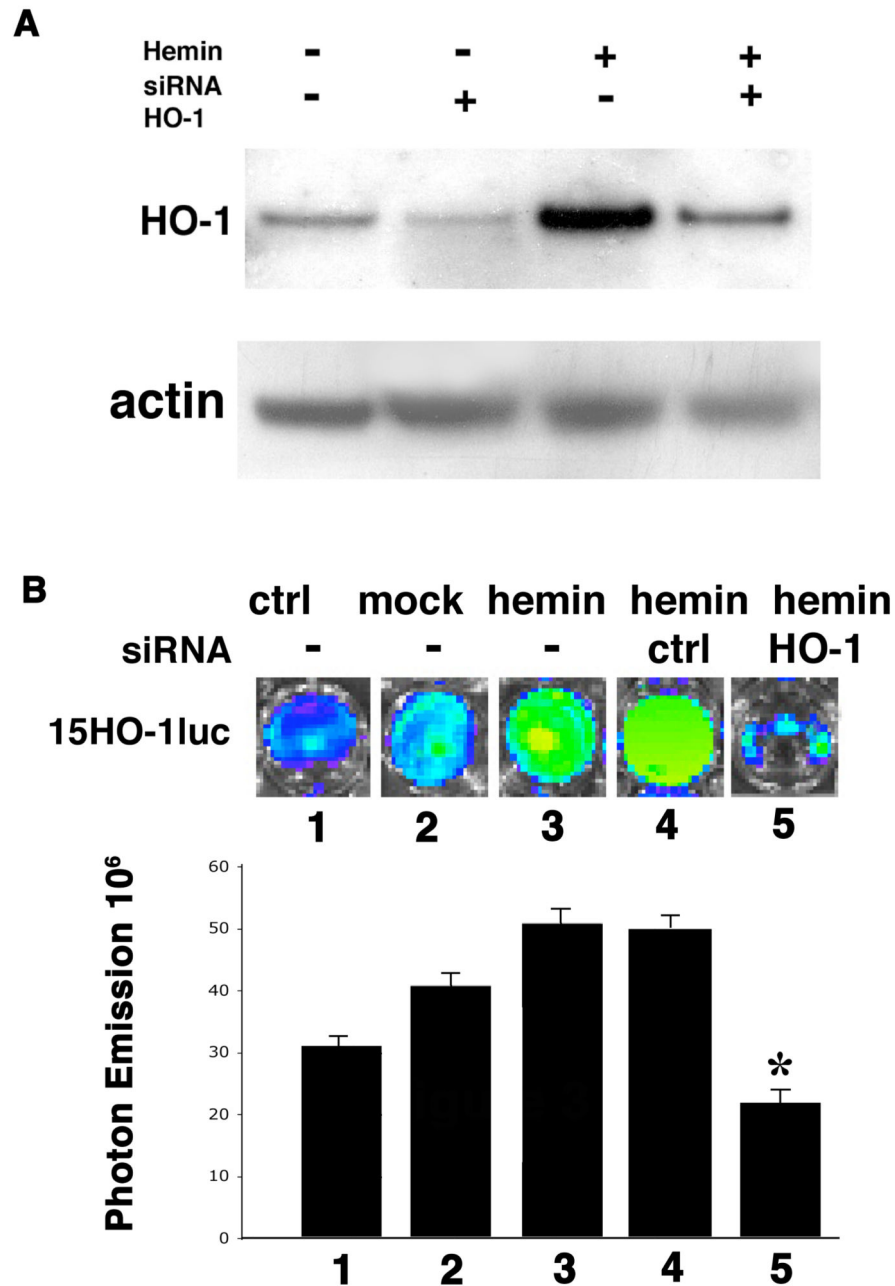 A
Hemin - - + +
siRNA HO-1 - + - +
HO-1
actin
B
ctrl mock hemin hemin hemin
siRNA - - - ctrl HO-1
15HO-1luc
1 2 3 4 5
Photon Emission 10⁶
60
50
40
30
20
10
0
*
igure 3
1 2 3 4 5